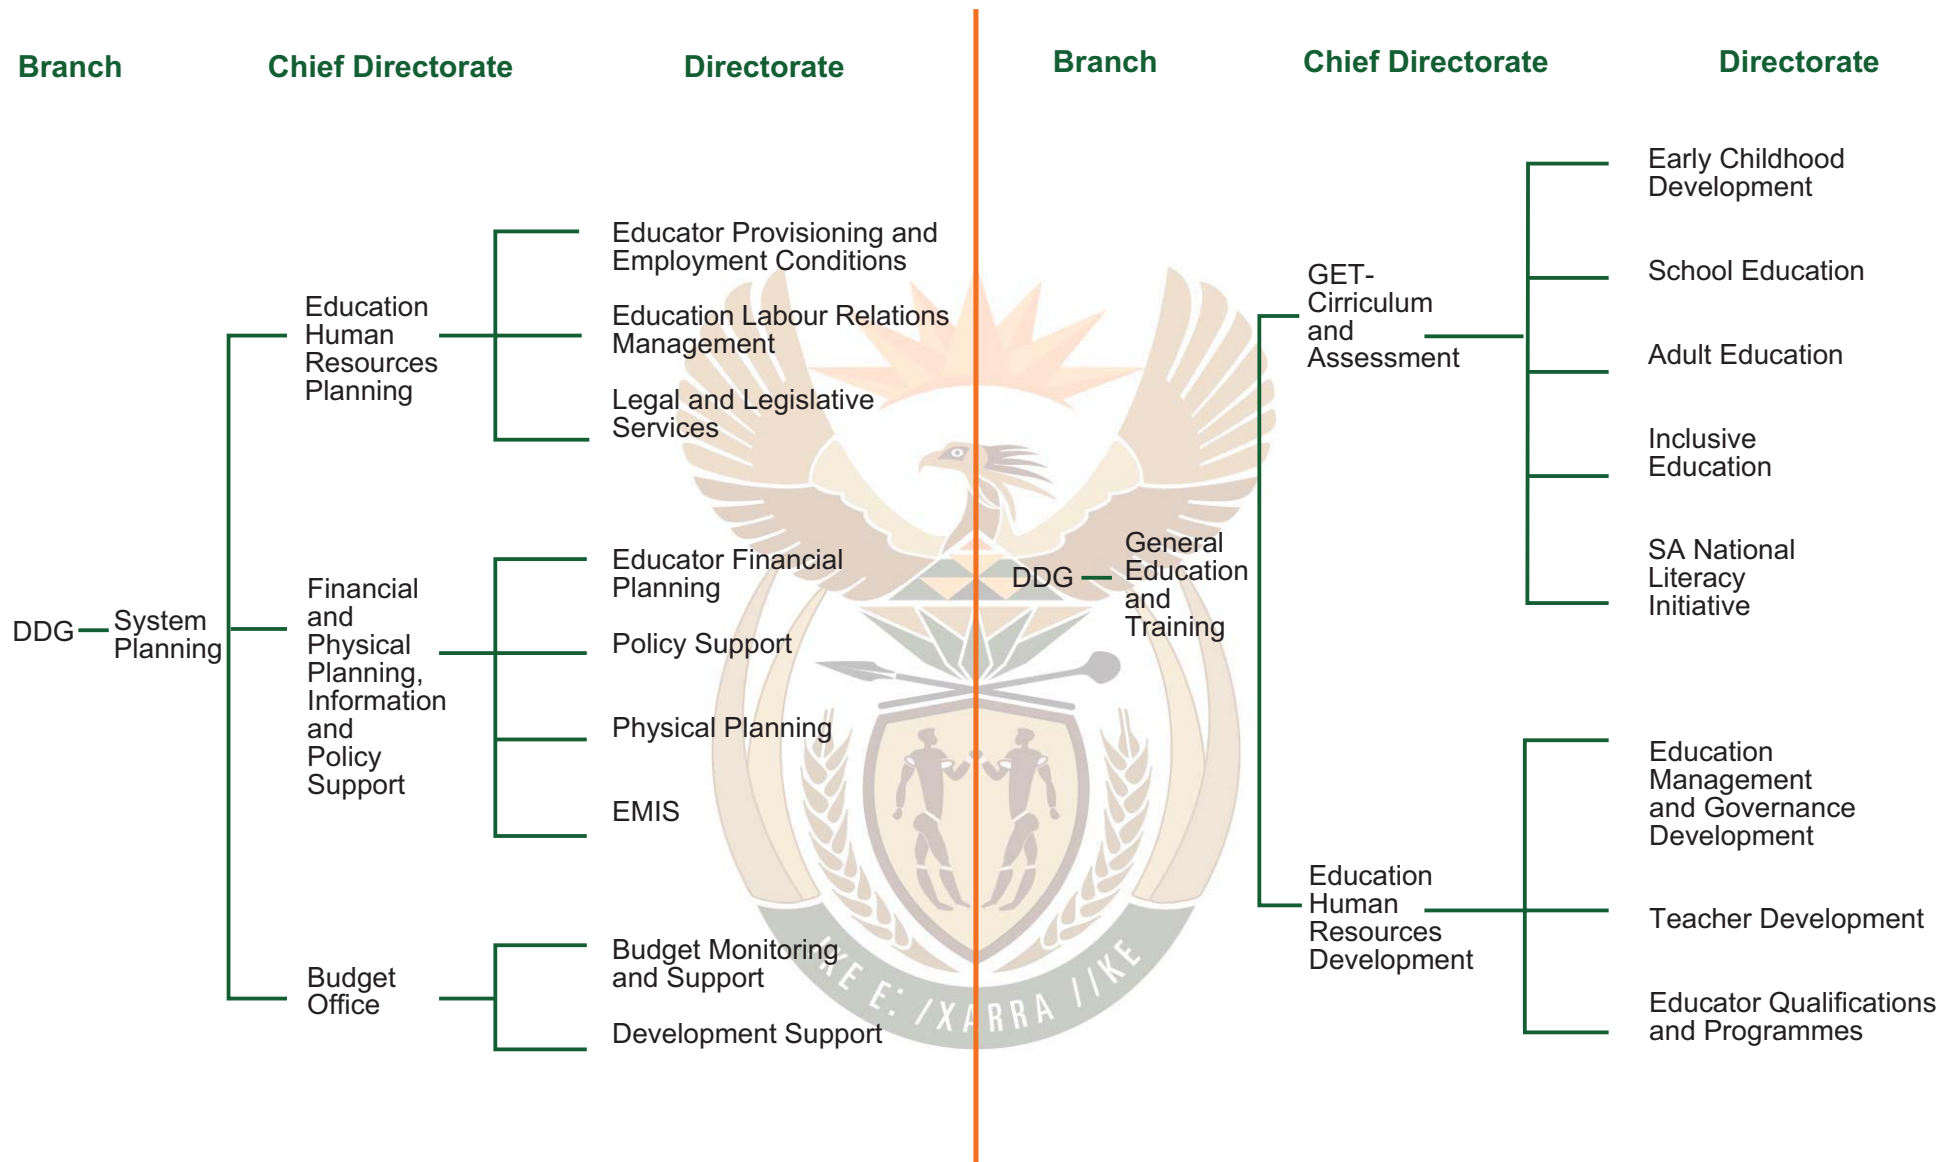 Branch
Chief Directorate
Directorate
DDG
System
Planning
Education
Human
Resources
Planning
Educator Provisioning and
Employment Conditions
Education Labour Relations
Management
Legal and Legislative
Services
Financial
and
Physical
Planning,
Information
and
Policy
Support
Educator Financial
Planning
Policy Support
Physical Planning
EMIS
Budget
Office
Budget Monitoring
and Support
Development Support
Branch
Chief Directorate
Directorate
DDG
General
Education
and
Training
GET-
Cirriculum
and
Assessment
Early Childhood
Development
School Education
Adult Education
Inclusive
Education
SA National
Literacy
Initiative
Education
Human
Resources
Development
Education
Management
and Governance
Development
Teacher Development
Educator Qualifications
and Programmes
!KE E: /XARRA //KE